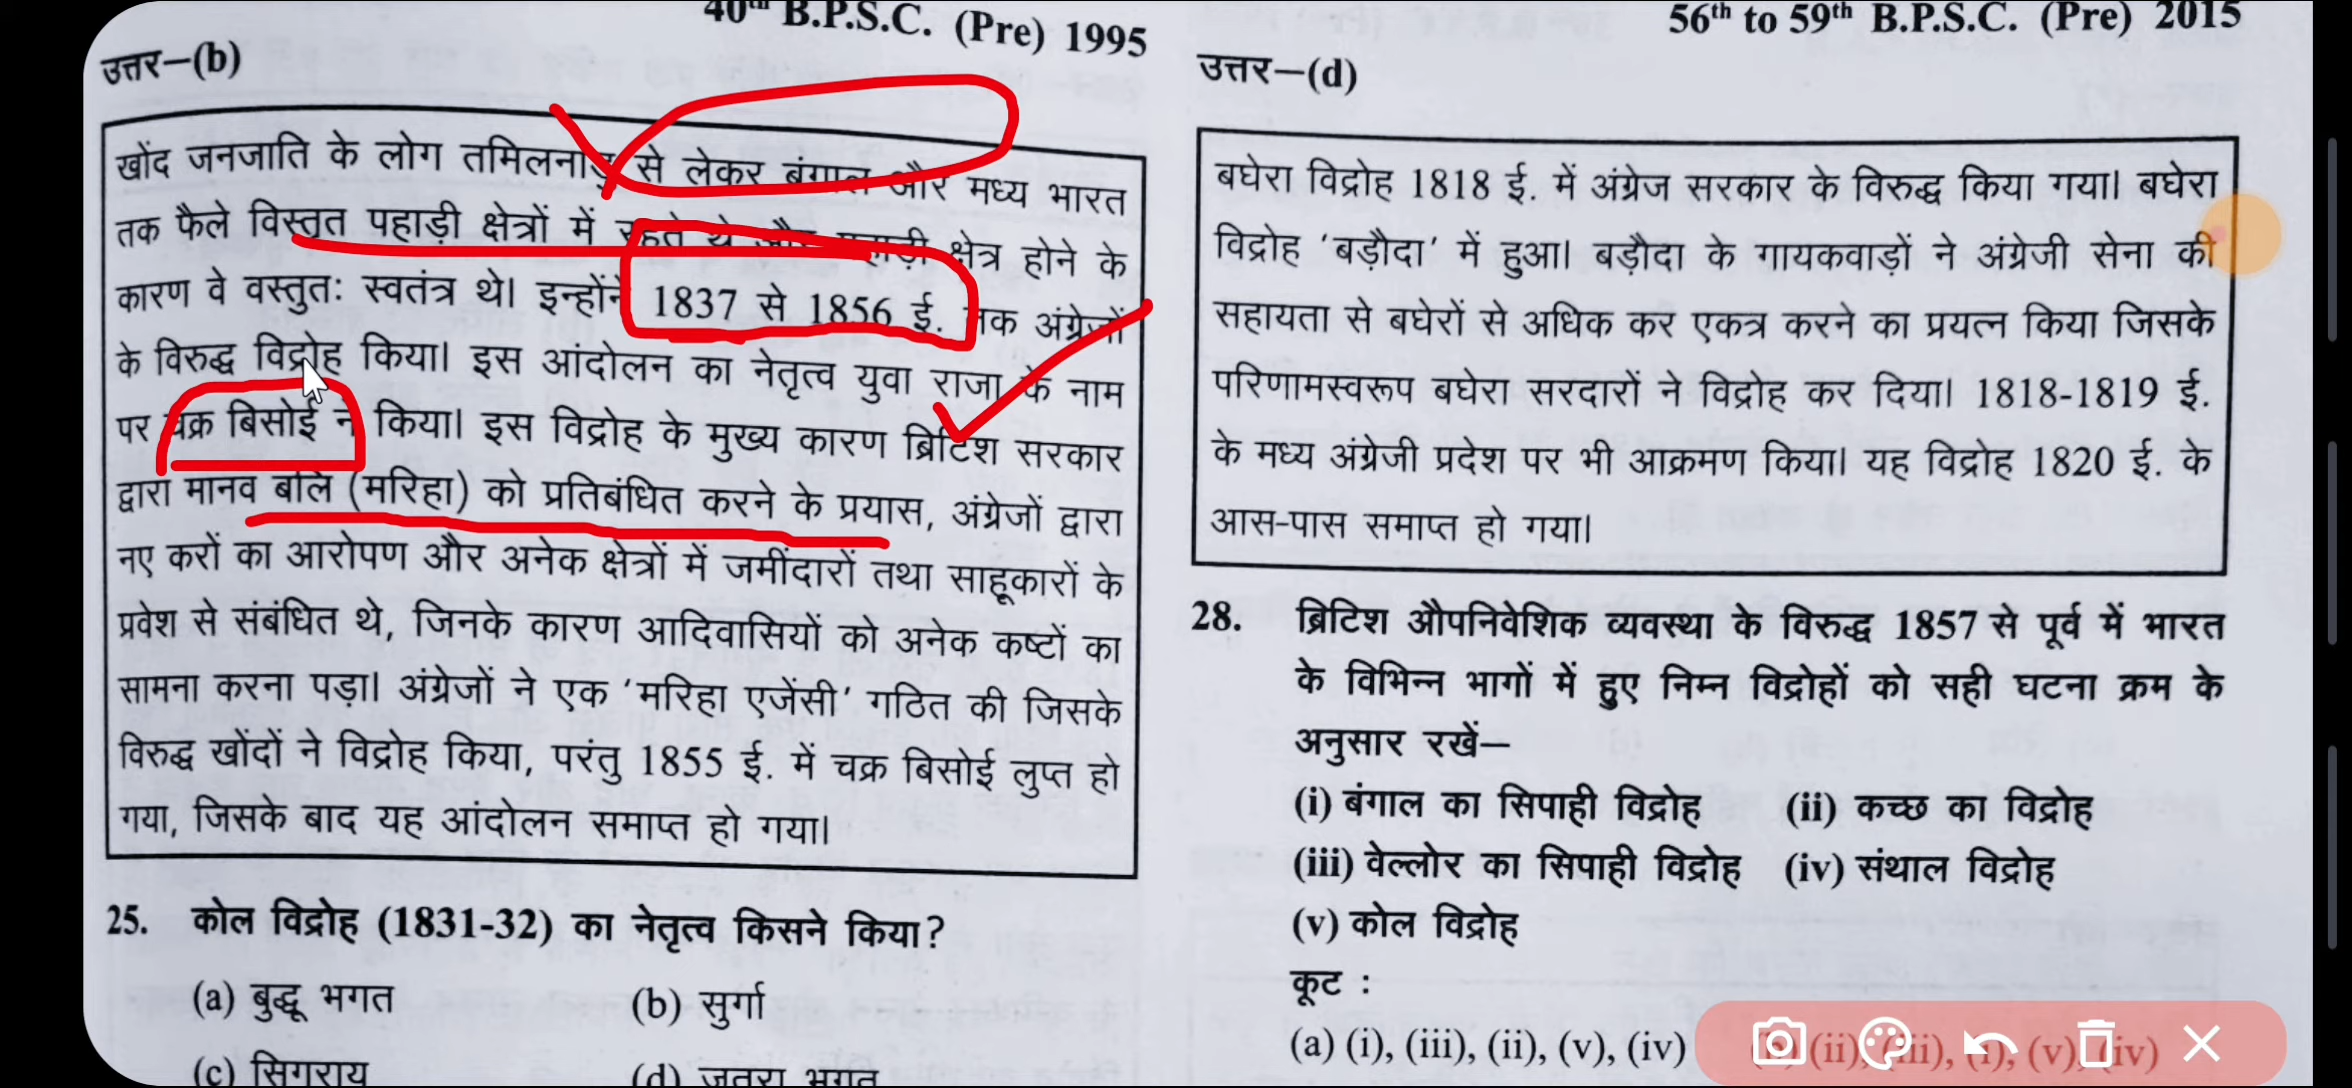 40th B.P.S.C. (Pre) 1995
उत्तर–(b)
खोंद जनजाति के लोग तमिलनाडु से लेकर बंगाल और मध्य भारत
तक फैले विस्तृत पहाड़ी क्षेत्रों में रहते थे और पहाड़ी क्षेत्र होने के
कारण वे वस्तुतः स्वतंत्र थे। इन्होंने 1837 से 1856 ई. तक अंग्रेजों
के विरुद्ध विद्रोह किया। इस आंदोलन का नेतृत्व युवा राजा के नाम
पर चक्र बिसोई ने किया। इस विद्रोह के मुख्य कारण ब्रिटिश सरकार
द्वारा मानव बलि (मरिहा) को प्रतिबंधित करने के प्रयास, अंग्रेजों द्वारा
नए करों का आरोपण और अनेक क्षेत्रों में जमींदारों तथा साहूकारों के
प्रवेश से संबंधित थे, जिनके कारण आदिवासियों को अनेक कष्टों का
सामना करना पड़ा। अंग्रेजों ने एक ‘मरिहा एजेंसी’ गठित की जिसके
विरुद्ध खोंदों ने विद्रोह किया, परंतु 1855 ई. में चक्र बिसोई लुप्त हो
गया, जिसके बाद यह आंदोलन समाप्त हो गया।
25. कोल विद्रोह (1831-32) का नेतृत्व किसने किया?
(a) बुद्धू भगत (b) सुर्गा
(c) सिगराय (d) जतरा भगत
56th to 59th B.P.S.C. (Pre) 2015
उत्तर–(d)
बघेरा विद्रोह 1818 ई. में अंग्रेज सरकार के विरुद्ध किया गया। बघेरा
विद्रोह ‘बड़ौदा’ में हुआ। बड़ौदा के गायकवाड़ों ने अंग्रेजी सेना की
सहायता से बघेरों से अधिक कर एकत्र करने का प्रयत्न किया जिसके
परिणामस्वरूप बघेरा सरदारों ने विद्रोह कर दिया। 1818-1819 ई.
के मध्य अंग्रेजी प्रदेश पर भी आक्रमण किया। यह विद्रोह 1820 ई. के
आस-पास समाप्त हो गया।
28. ब्रिटिश औपनिवेशिक व्यवस्था के विरुद्ध 1857 से पूर्व में भारत
के विभिन्न भागों में हुए निम्न विद्रोहों को सही घटना क्रम के
अनुसार रखें–
(i) बंगाल का सिपाही विद्रोह (ii) कच्छ का विद्रोह
(iii) वेल्लोर का सिपाही विद्रोह (iv) संथाल विद्रोह
(v) कोल विद्रोह
कूट :
(a) (i), (iii), (ii), (v), (iv) (b) (ii), (iii), (i), (v), (iv)